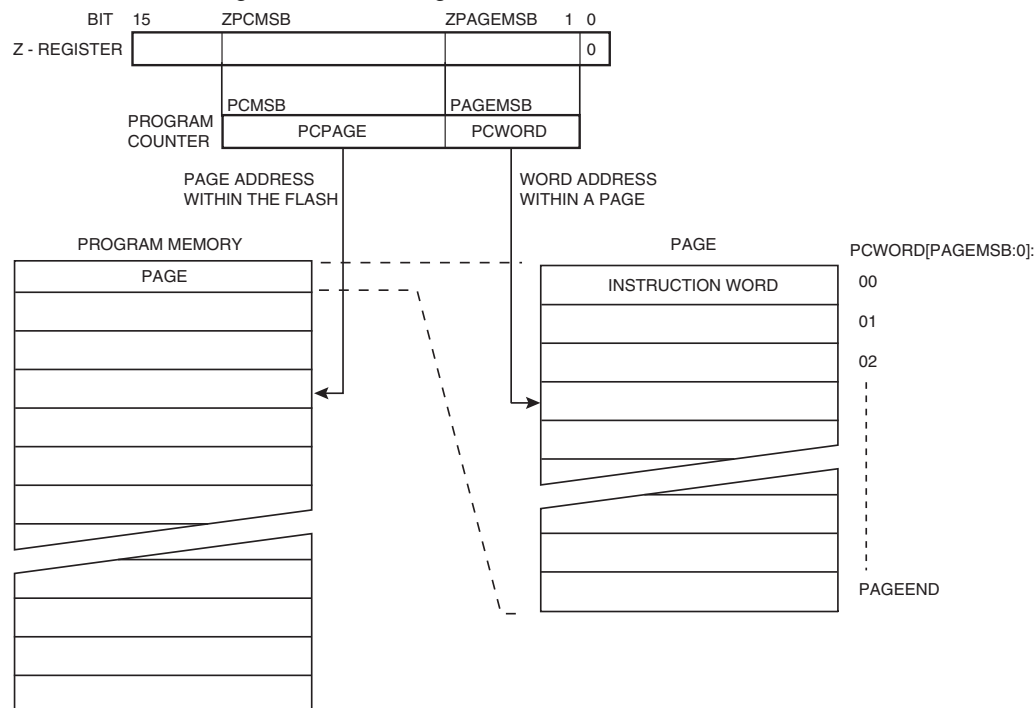 BIT 15 ZPCMSB ZPAGEMSB 1 0
Z - REGISTER 0
PCMSB PAGEMSB
PROGRAM
COUNTER
PCPAGE PCWORD
PAGE ADDRESS
WITHIN THE FLASH
WORD ADDRESS
WITHIN A PAGE
PROGRAM MEMORY
PAGE
PAGE
PCWORD[PAGEMSB:0]:
INSTRUCTION WORD
00
01
02
PAGEEND